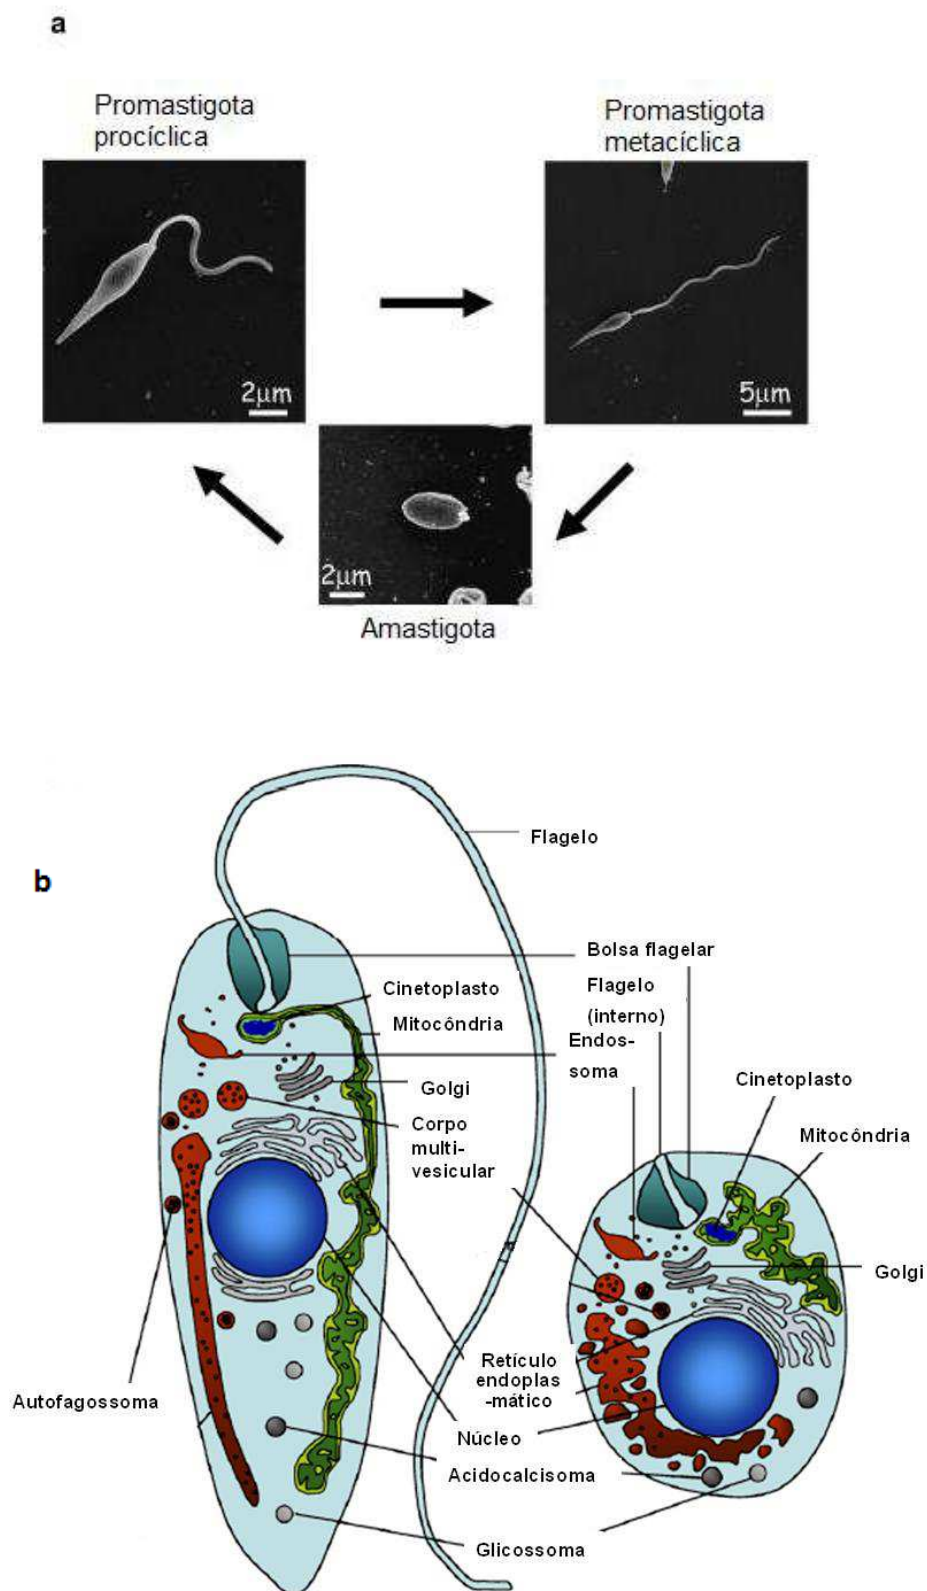 a
Promastigota
procíclica
Promastigota
metacíclica
2µm
5µm
2µm
Amastigota
b
Flagelo
Bolsa flagelar
Flagelo
(interno)
Cinetoplasto
Mitocôndria
Endos-
soma
Cinetoplasto
Golgi
Corpo
multi-
vesicular
Mitocôndria
Golgi
Retículo
endoplas
-mático
Autofagossoma
Núcleo
Acidocalcisoma
Glicossoma